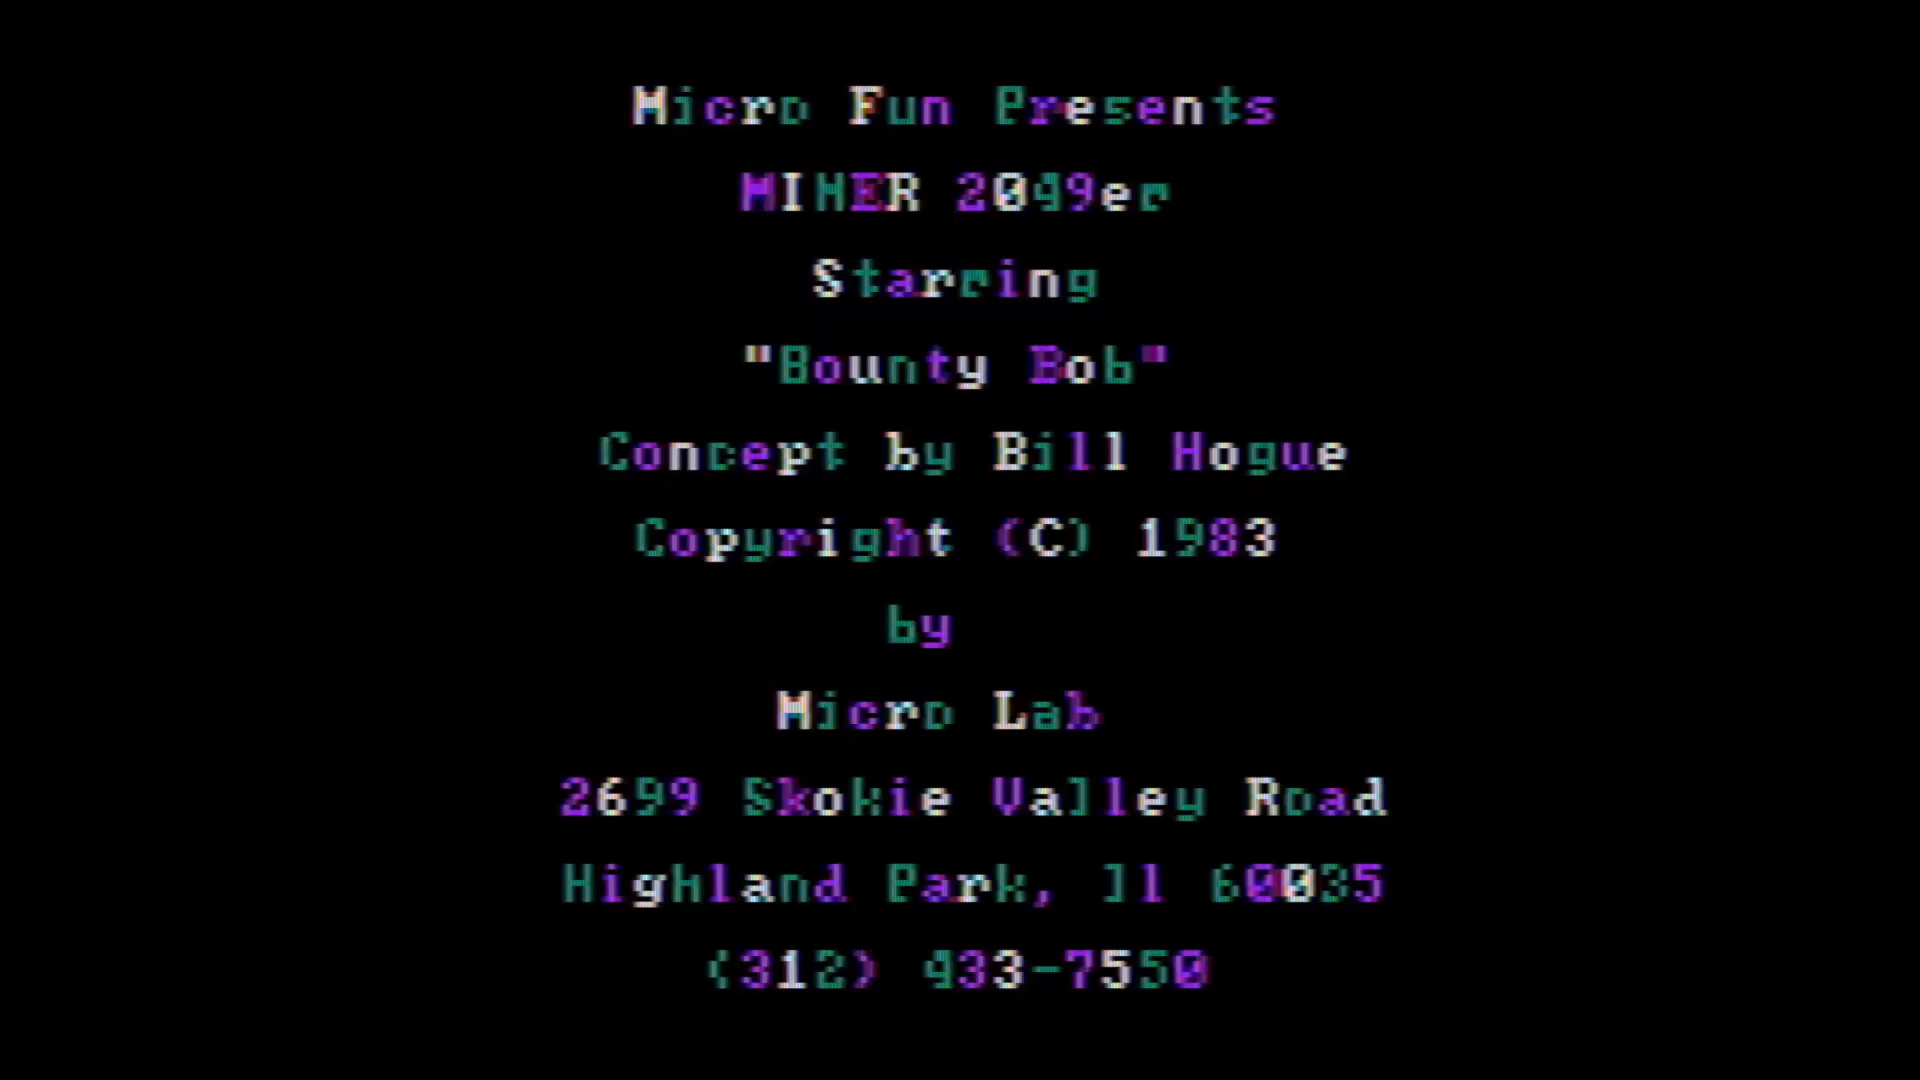 Micro Fun Presents
MINER 2049er
Starring
"Bounty Bob"
Concept by Bill Hogue
Copyright (C) 1983
by
Micro Lab
2699 Skokie Valley Road
Highland Park, Il 60035
(312) 433-7550